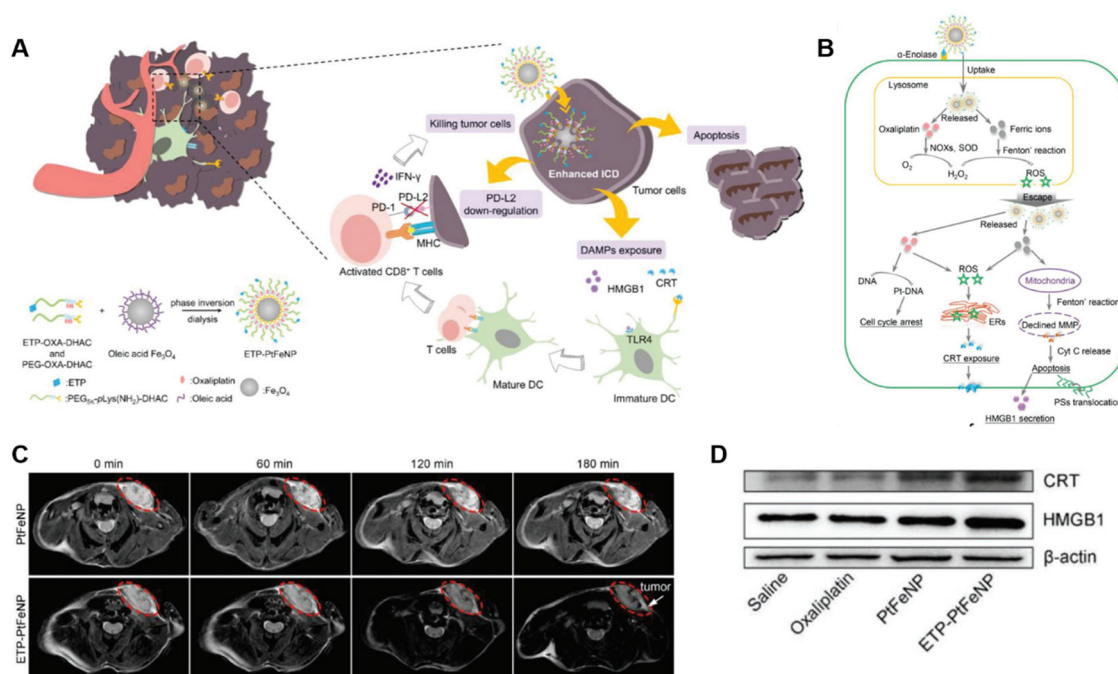 A
Killing tumor cells
IFN-γ
PD-L2
PD-1
MHC
Activated CD8⁺ T cells
PD-L2
down-regulation
Enhanced ICD
Tumor cells
Apoptosis
DAMPs exposure
HMGB1
CRT
TLR4
T cells
Mature DC
Immature DC
ETP-OXA-DHAC
and
PEG-OXA-DHAC
+
Oleic acid Fe₃O₄
phase inversion
dialysis
ETP-PtFeNP
:ETP
:Oxaliplatin
:Fe₃O₄
:PEG₅ₖ-pLys(NH₂)-DHAC
:Oleic acid
B
α-Enolase
Uptake
Lysosome
Released
Oxaliplatin
Ferric ions
NOXs, SOD
Fenton' reaction
O₂
H₂O₂
ROS
Escape
Released
DNA
Pt-DNA
Cell cycle arrest
ROS
ERs
CRT exposure
Mitochondria
Fenton' reaction
Declined MMP
Cyt C release
Apoptosis
PSs translocation
HMGB1 secretion
C
0 min 60 min 120 min 180 min
PtFeNP
ETP-PtFeNP
tumor
D
CRT
HMGB1
β-actin
Saline
Oxaliplatin
PtFeNP
ETP-PtFeNP